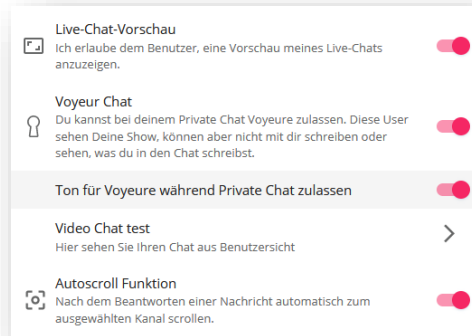 Live-Chat-Vorschau
Ich erlaube dem Benutzer, eine Vorschau meines Live-Chats
anzuzeigen.
Voyeur Chat
Du kannst bei deinem Private Chat Voyeure zulassen. Diese User
sehen Deine Show, können aber nicht mit dir schreiben oder
sehen, was du in den Chat schreibst.
Ton für Voyeure während Private Chat zulassen
Video Chat test
Hier sehen Sie Ihren Chat aus Benutzersicht
Autoscroll Funktion
Nach dem Beantworten einer Nachricht automatisch zum
ausgewählten Kanal scrollen.